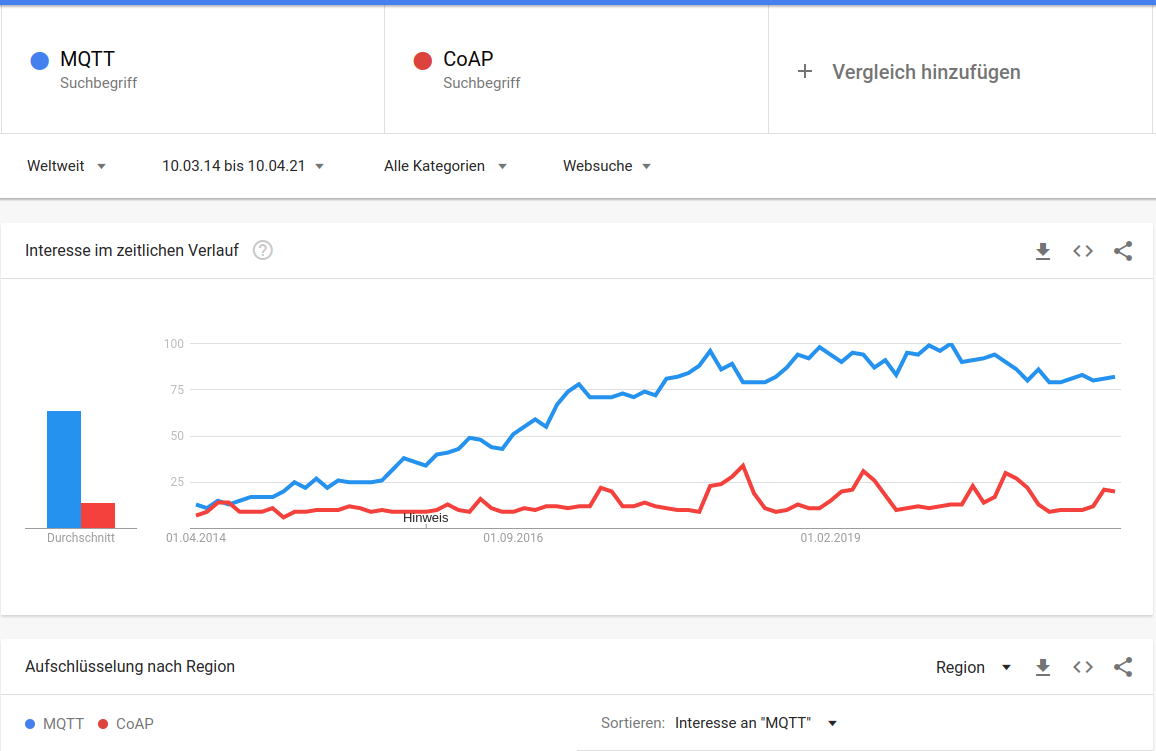 MQTT
Suchbegriff
CoAP
Suchbegriff
+ Vergleich hinzufügen
Weltweit
10.03.14 bis 10.04.21
Alle Kategorien
Websuche
Interesse im zeitlichen Verlauf ?
100
75
50
25
Hinweis
Durchschnitt
01.04.2014
01.09.2016
01.02.2019
Aufschlüsselung nach Region
Region
MQTT
CoAP
Sortieren: Interesse an "MQTT"